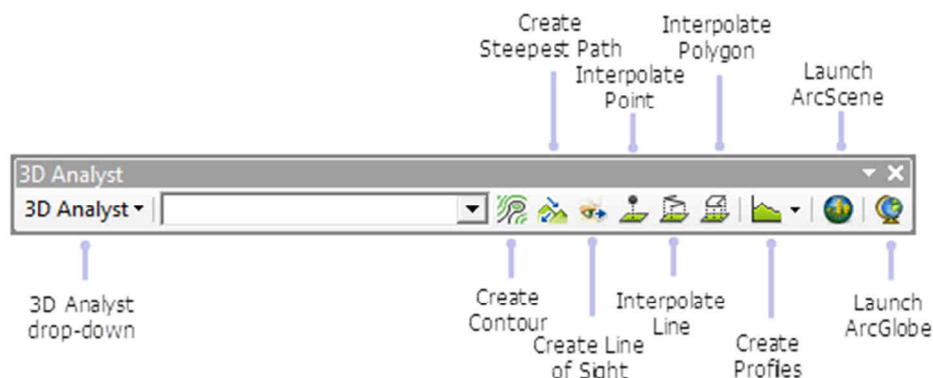 Create
Steepest Path
Interpolate
Point
Interpolate
Polygon
Launch
ArcScene
3D Analyst
3D Analyst
3D Analyst
drop-down
Create
Contour
Create Line
of Sight
Interpolate
Line
Create
Profiles
Launch
ArcGlobe